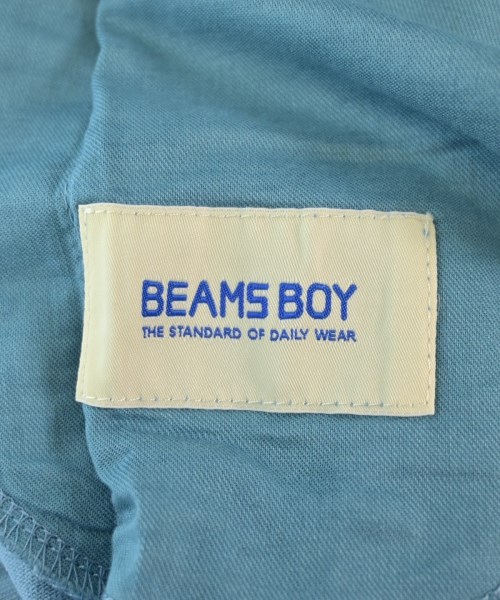 BEAMS BOY
THE STANDARD OF DAILY WEAR